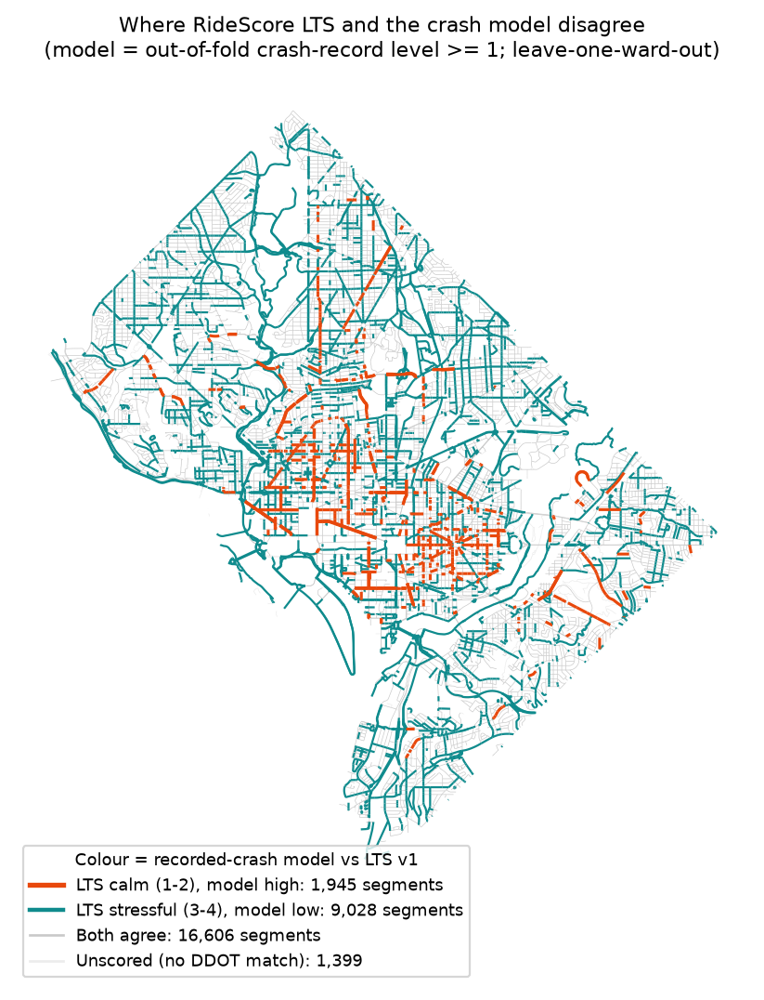 Where RideScore LTS and the crash model disagree
(model = out-of-fold crash-record level >= 1; leave-one-ward-out)
Colour = recorded-crash model vs LTS v1
LTS calm (1-2), model high: 1,945 segments
LTS stressful (3-4), model low: 9,028 segments
Both agree: 16,606 segments
Unscored (no DDOT match): 1,399